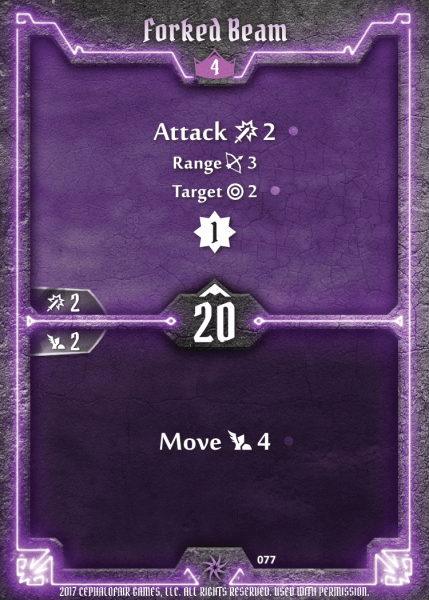 Forked Beam
4
Attack 2
Range 3
Target 2
1
2
20
2
Move 4
077
2017 CEPHALOFAIR GAMES, LLC. ALL RIGHTS RESERVED. USED WITH PERMISSION.